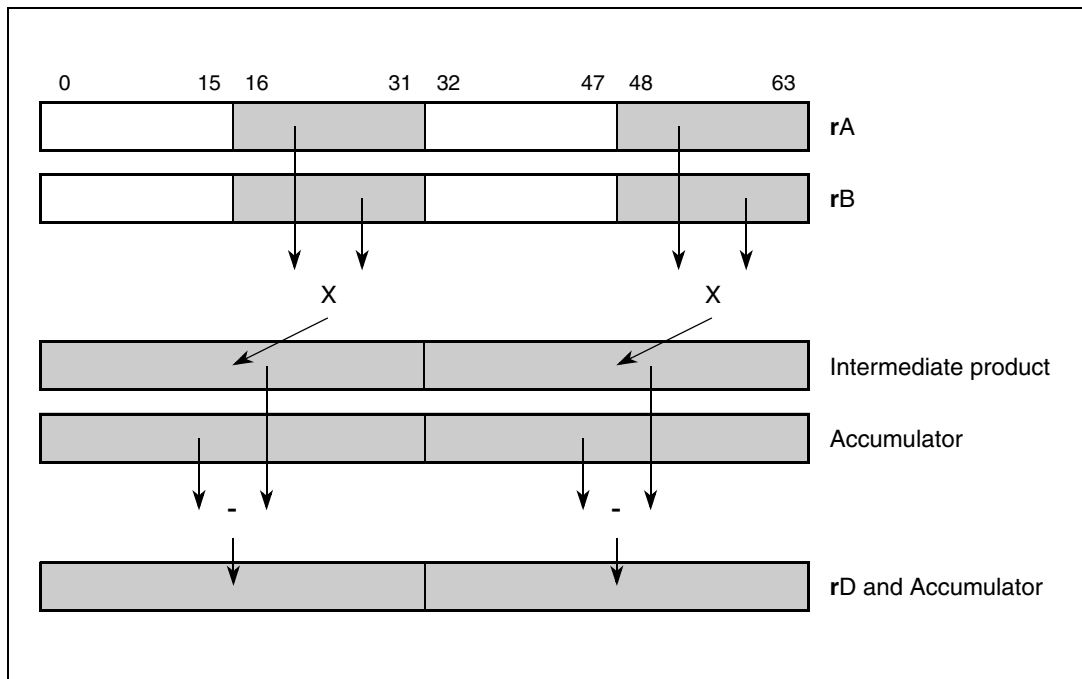 0 15 16 31 32 47 48 63
rA
rB
X X
Intermediate product
Accumulator
- -
rD and Accumulator